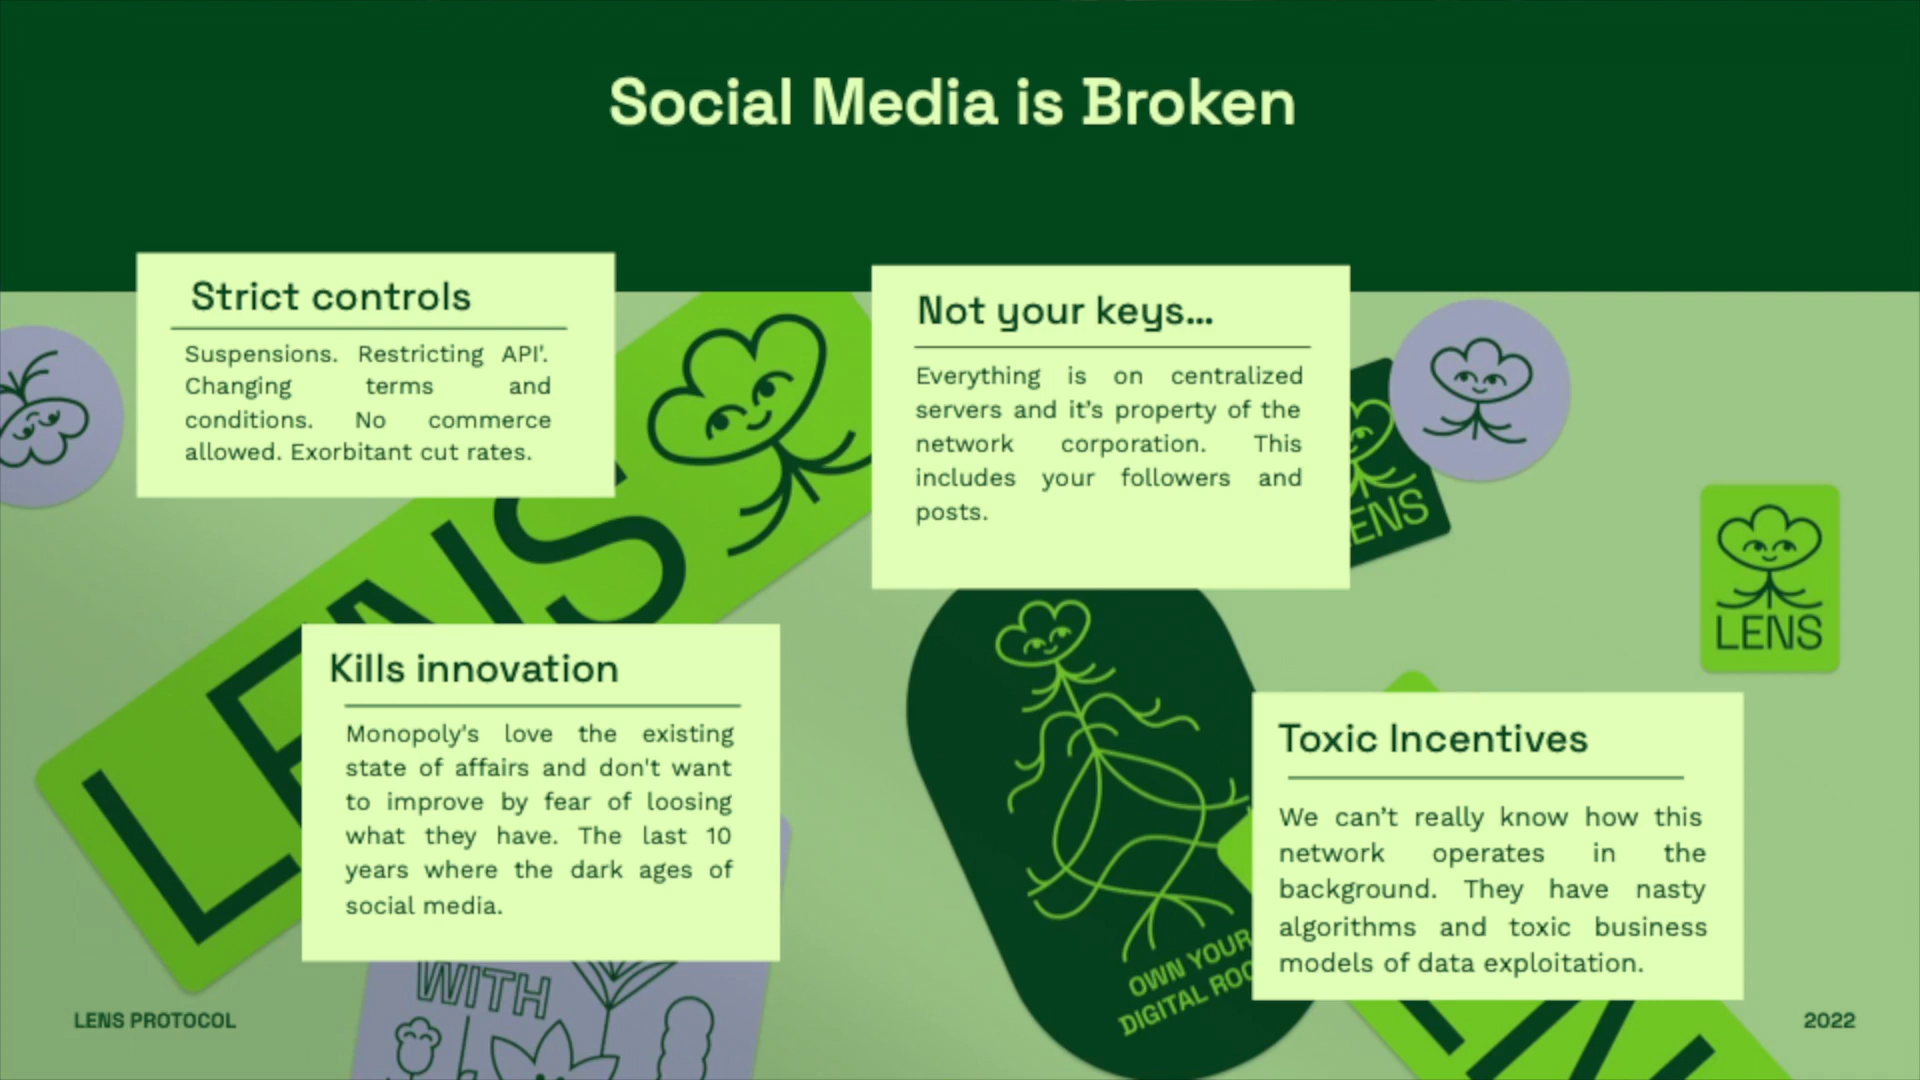 Social Media is Broken
Strict controls
Suspensions. Restricting API'.
Changing terms and
conditions. No commerce
allowed. Exorbitant cut rates.
Not your keys...
Everything is on centralized
servers and it’s property of the
network corporation. This
includes your followers and
posts.
Kills innovation
Monopoly's love the existing
state of affairs and don't want
to improve by fear of loosing
what they have. The last 10
years where the dark ages of
social media.
Toxic Incentives
We can’t really know how this
network operates in the
background. They have nasty
algorithms and toxic business
models of data exploitation.
LENS
LENS
LENS
WITH
OWN YOUR
DIGITAL
LENS PROTOCOL
2022